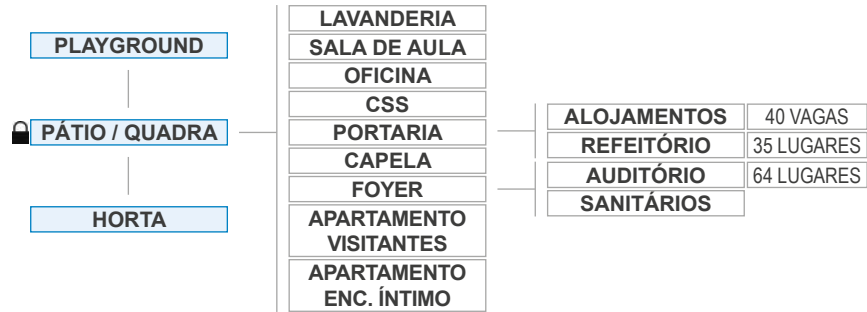 PLAYGROUND
PÁTIO / QUADRA
HORTA
LAVANDERIA
SALA DE AULA
OFICINA
CSS
PORTARIA
CAPELA
FOYER
APARTAMENTO
VISITANTES
APARTAMENTO
ENC. ÍNTIMO
ALOJAMENTOS 40 VAGAS
REFEITÓRIO 35 LUGARES
AUDITÓRIO 64 LUGARES
SANITÁRIOS